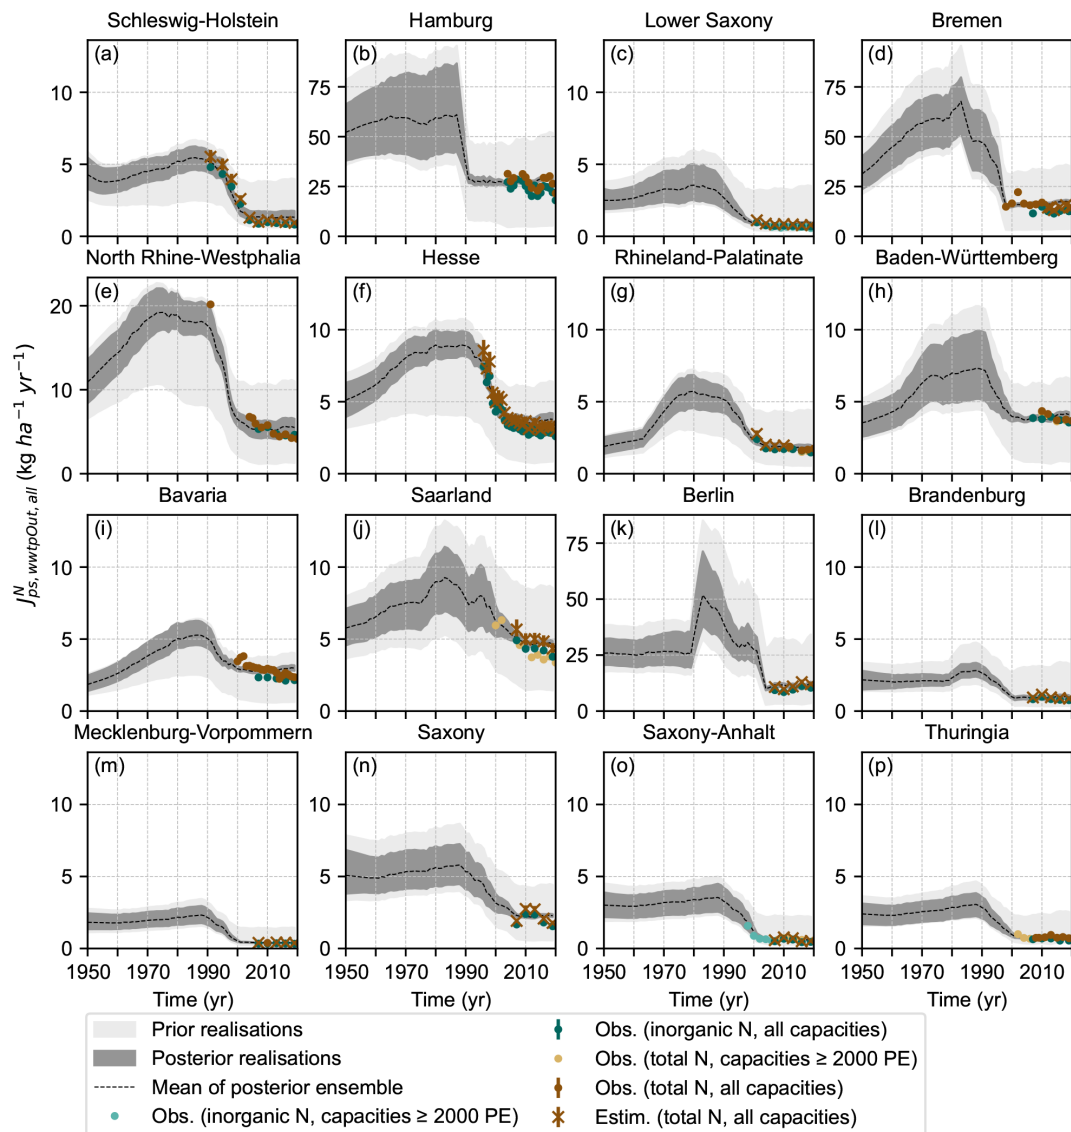 Schleswig-Holstein Hamburg Lower Saxony Bremen
(a) (b) (c) (d)
10 75 10 75
50 50
5 5
25 25
0 0 0 0
North Rhine-Westphalia Hesse Rhineland-Palatinate Baden-Württemberg
(e) (f) (g) (h)
20 10 10 10
10 5 5 5
0 0 0 0
J^N_ps,wwtpOut,all (kg ha⁻¹ yr⁻¹)
Bavaria Saarland Berlin Brandenburg
(i) (j) (k) (l)
10 10 75 10
50
5 5 5
25
0 0 0 0
Mecklenburg-Vorpommern Saxony Saxony-Anhalt Thuringia
(m) (n) (o) (p)
10 10 10 10
5 5 5 5
0 0 0 0
1950 1970 1990 2010 1950 1970 1990 2010 1950 1970 1990 2010 1950 1970 1990 2010
Time (yr) Time (yr) Time (yr) Time (yr)
Prior realisations
Posterior realisations
Mean of posterior ensemble
Obs. (inorganic N, capacities ≥ 2000 PE)
Obs. (inorganic N, all capacities)
Obs. (total N, capacities ≥ 2000 PE)
Obs. (total N, all capacities)
Estim. (total N, all capacities)